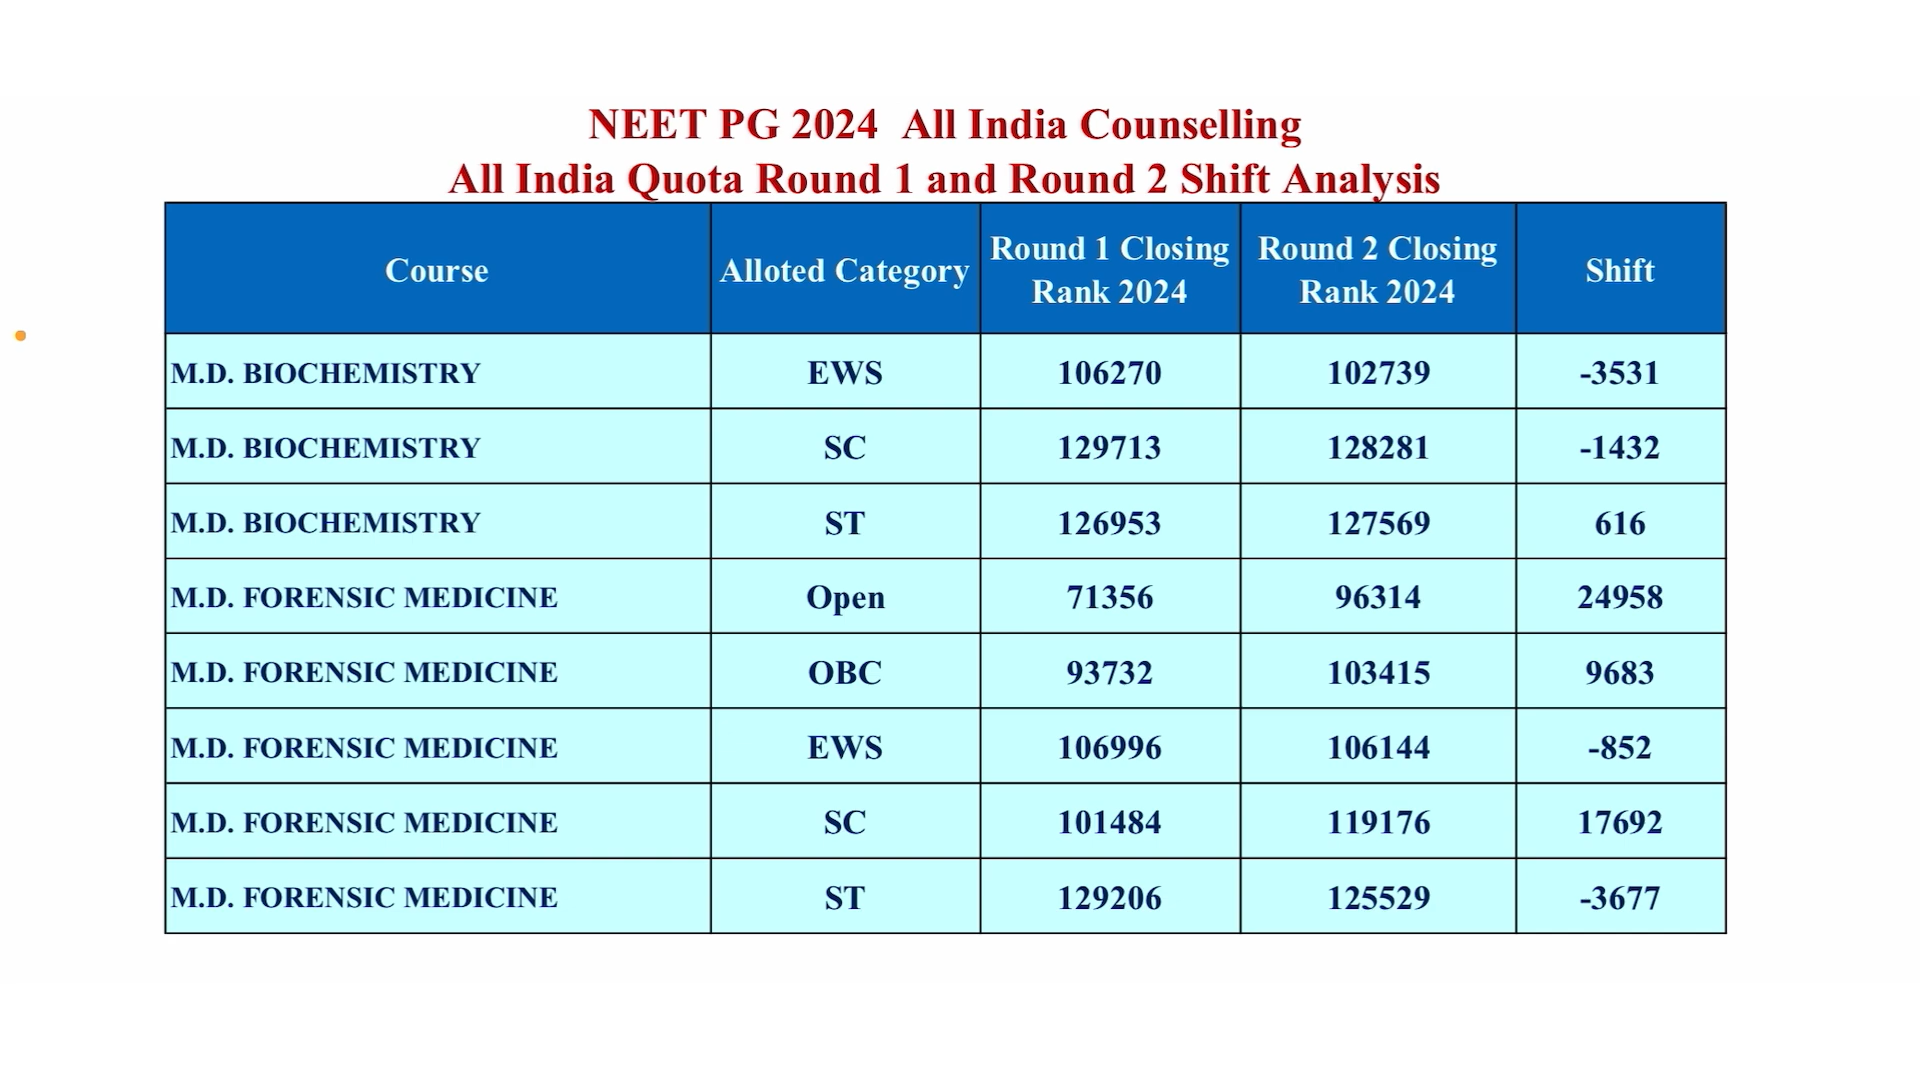 NEET PG 2024 All India Counselling
All India Quota Round 1 and Round 2 Shift Analysis
Course Alloted Category Round 1 Closing Rank 2024 Round 2 Closing Rank 2024 Shift
M.D. BIOCHEMISTRY EWS 106270 102739 -3531
M.D. BIOCHEMISTRY SC 129713 128281 -1432
M.D. BIOCHEMISTRY ST 126953 127569 616
M.D. FORENSIC MEDICINE Open 71356 96314 24958
M.D. FORENSIC MEDICINE OBC 93732 103415 9683
M.D. FORENSIC MEDICINE EWS 106996 106144 -852
M.D. FORENSIC MEDICINE SC 101484 119176 17692
M.D. FORENSIC MEDICINE ST 129206 125529 -3677